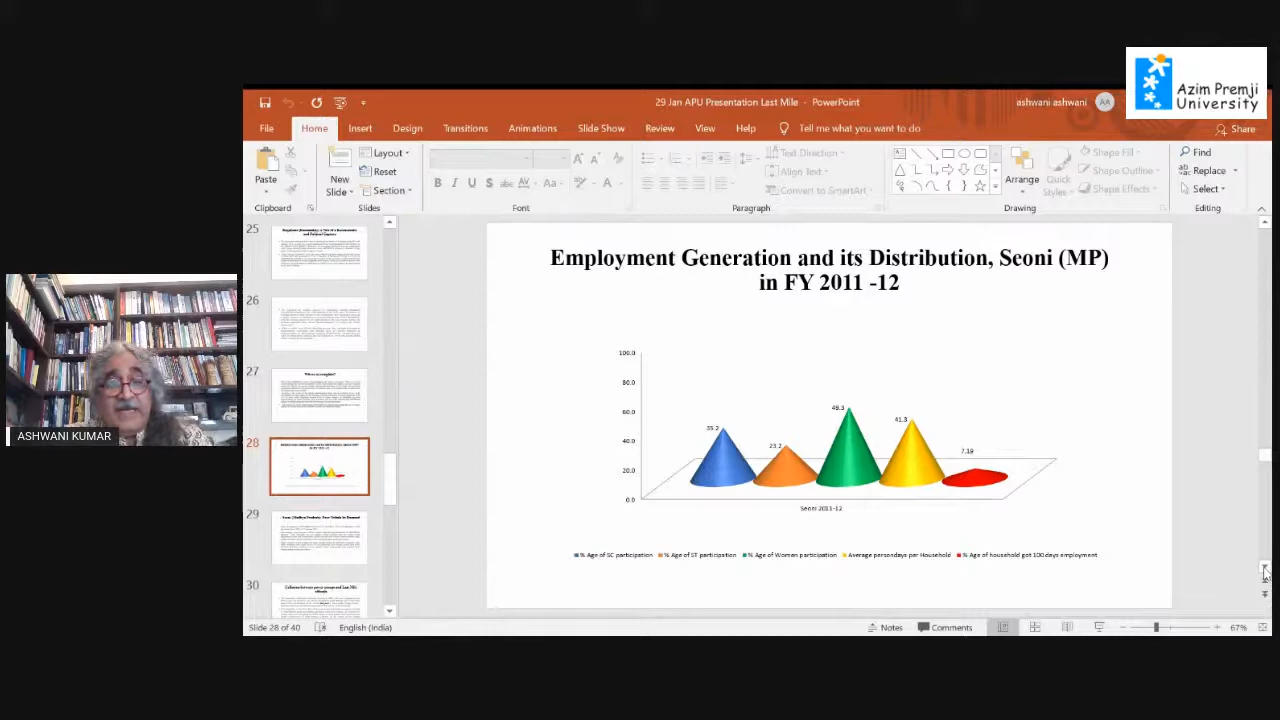 Azim Premji
University
29 Jan APU Presentation Last Mile - PowerPoint
ashwani ashwani
AA
File Home Insert Design Transitions Animations Slide Show Review View Help Tell me what you want to do
Share
Paste
New
Slide
Layout
Reset
Section
B I U S abc AV Aa A
Text Direction
Align Text
Convert to SmartArt
Arrange
Quick
Styles
Shape Fill
Shape Outline
Shape Effects
Find
Replace
Select
Clipboard Slides Font Paragraph Drawing Editing
25
26
27
28
29
30
Employment Generation and its Distribution, Seoni (MP)
in FY 2011 -12
100.0
80.0
60.0
40.0
20.0
0.0
23.2
41.3
7.19
Seoni 2011-12
% Age of SC participation % Age of ST participation % Age of Women participation Average persondays per Household % Age of household got 100 days employment
ASHWANI KUMAR
Slide 28 of 40 English (India)
Notes Comments 67%